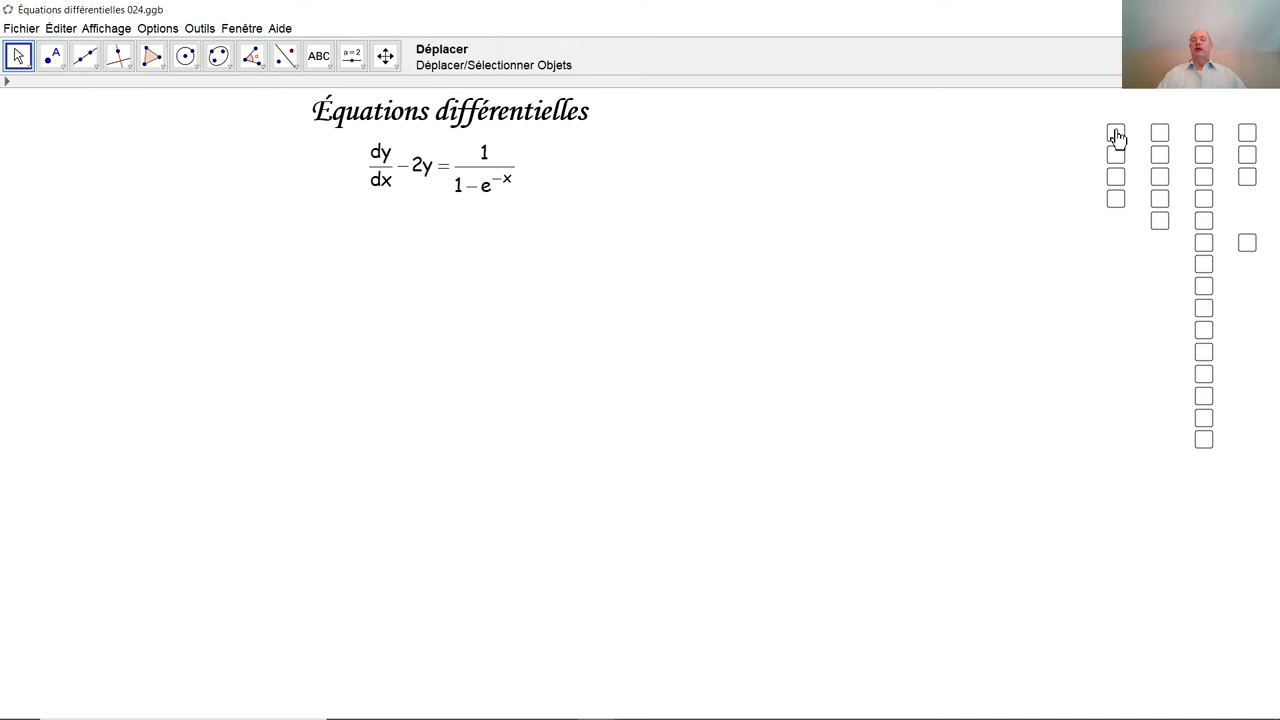 Équations différentielles 024.ggb
Fichier Éditer Affichage Options Outils Fenêtre Aide
A ABC a=2 Déplacer
Déplacer/Sélectionner Objets
Équations différentielles
dy/dx − 2y = 1/(1 − e^(−x))